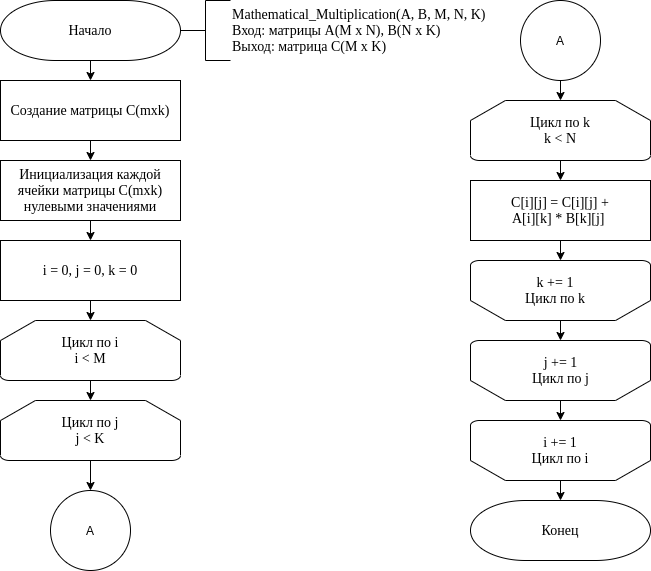 Начало
Mathematical_Multiplication(A, B, M, N, K)
Вход: матрицы A(M x N), B(N x K)
Выход: матрица C(M x K)
Создание матрицы C(mxk)
Инициализация каждой
ячейки матрицы C(mxk)
нулевыми значениями
i = 0, j = 0, k = 0
Цикл по i
i < M
Цикл по j
j < K
A
A
Цикл по k
k < N
C[i][j] = C[i][j] +
A[i][k] * B[k][j]
k += 1
Цикл по k
j += 1
Цикл по j
i += 1
Цикл по i
Конец